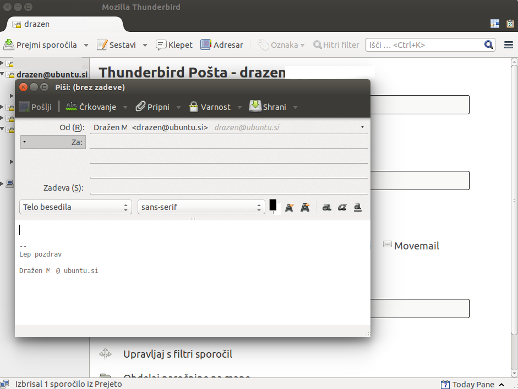 Mozilla Thunderbird
drazen
Prejmi sporočila
Sestavi
Klepet
Adresar
Oznaka
Hitri filter
Išči ... <Ctrl+K>
drazen@ubuntu.si
Thunderbird Pošta - drazen
Piši: (brez zadeve)
Pošlji
Črkovanje
Pripni
Varnost
Shrani
Od (R):
Dražen M <drazen@ubuntu.si> drazen@ubuntu.si
Za:
Zadeva (S):
Telo besedila
sans-serif
--
Lep pozdrav
Dražen M @ ubuntu.si
Movemail
Upravljaj s filtri sporočil
Izbrisal 1 sporočilo iz Prejeto
7 Today Pane